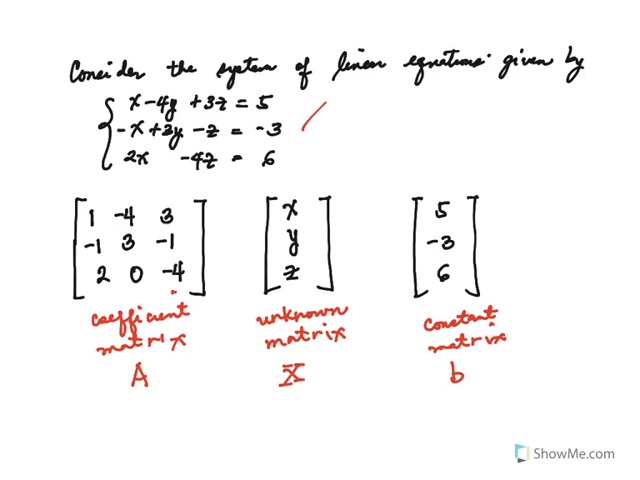 Consider the system of linear equations given by
x - 4y + 3z = 5
-x + 3y - z = -3
2x - 4z = 6
1 -4 3
-1 3 -1
2 0 -4
x
y
z
5
-3
6
coefficient
matrix
A
unknown
matrix
X
constant
matrix
b
ShowMe.com